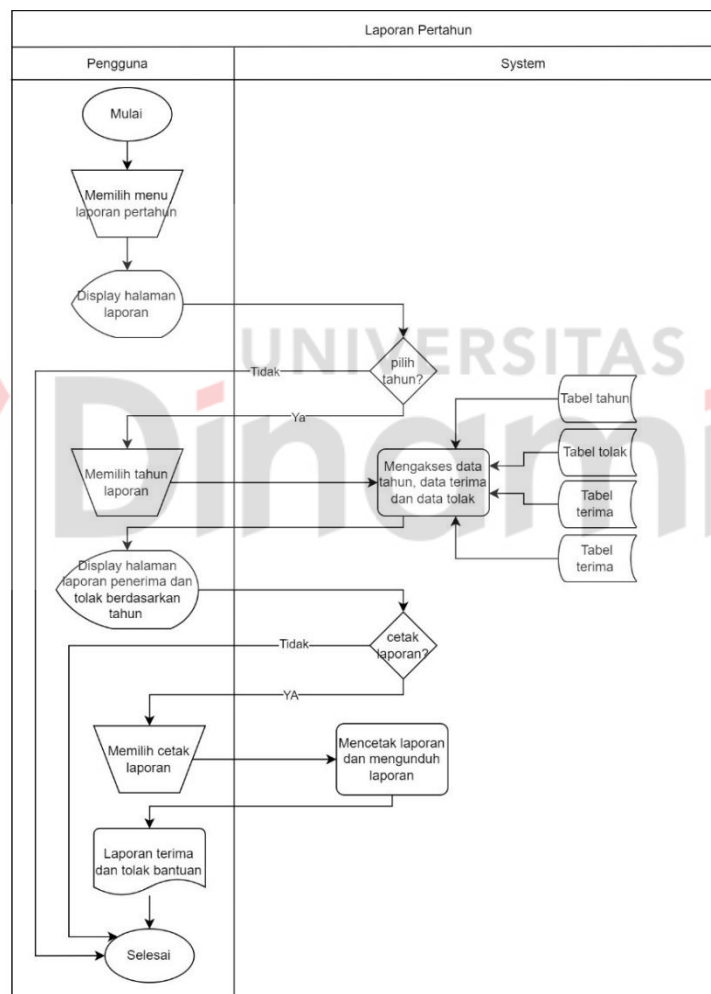 Laporan Pertahun
Pengguna
System
Mulai
Memilih menu
laporan pertahun
Display halaman
laporan
UNIVERSITAS
Dinami
pilih
tahun?
Tidak
Ya
Memilih tahun
laporan
Mengakses data
tahun, data terima
dan data tolak
Tabel tahun
Tabel tolak
Tabel
terima
Tabel
terima
Display halaman
laporan penerima dan
tolak berdasarkan
tahun
cetak
laporan?
Tidak
YA
Memilih cetak
laporan
Mencetak laporan
dan mengunduh
laporan
Laporan terima
dan tolak bantuan
Selesai